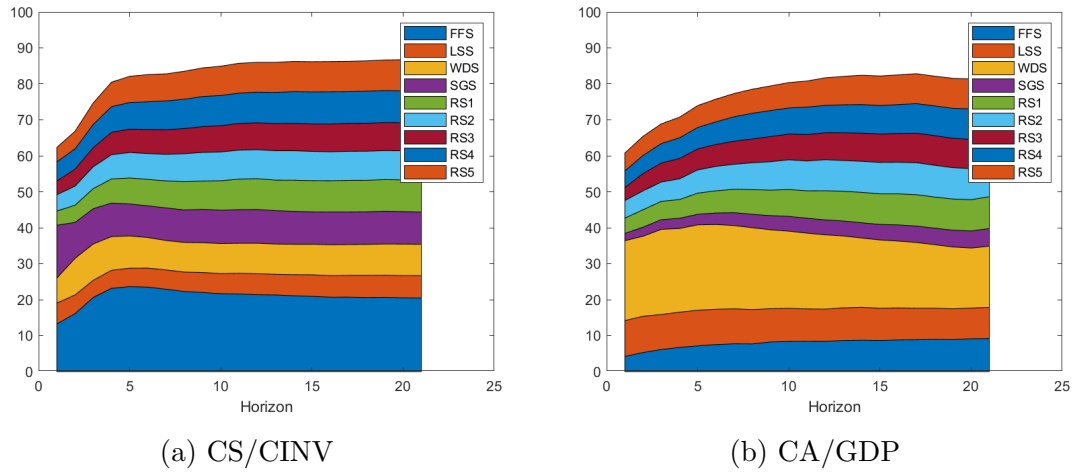 100
90
80
70
60
50
40
30
20
10
0
0 5 10 15 20 25
Horizon
FFS
LSS
WDS
SGS
RS1
RS2
RS3
RS4
RS5
(a) CS/CINV
100
90
80
70
60
50
40
30
20
10
0
0 5 10 15 20 25
Horizon
FFS
LSS
WDS
SGS
RS1
RS2
RS3
RS4
RS5
(b) CA/GDP